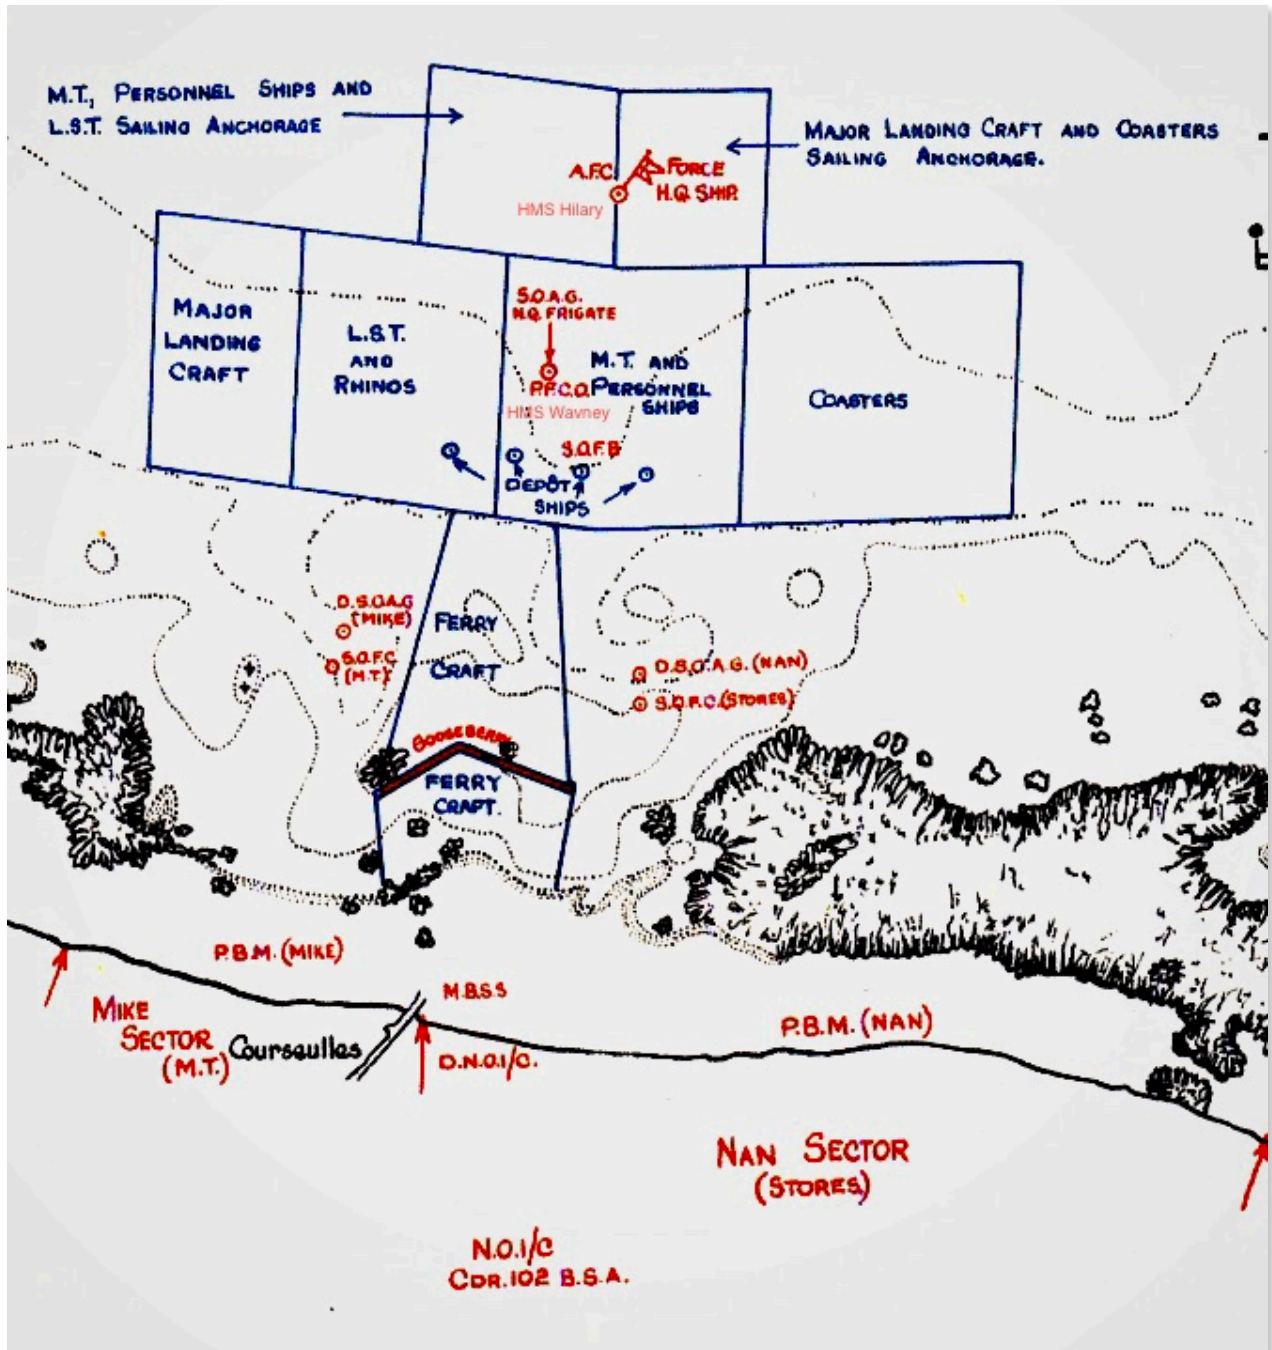 M.T., PERSONNEL SHIPS AND
L.S.T. SAILING ANCHORAGE
MAJOR LANDING CRAFT AND COASTERS
SAILING ANCHORAGE.
A.F.C.
FORCE
H.Q. SHIP.
HMS Hilary
MAJOR
LANDING
CRAFT
L.S.T.
AND
RHINOS
S.O.A.G.
H.Q. FRIGATE
P.F.C.O.
HMS Wavney
M.T. AND
PERSONNEL
SHIPS
S.O.F.B
DEPOT
SHIPS
COASTERS
D.S.O.A.G
(MIKE)
S.O.F.C
(M.T.)
FERRY
CRAFT
D.S.O.A.G. (NAN)
S.O.F.C. (STORES)
GOOSEBERRY
FERRY
CRAFT.
P.B.M. (MIKE)
M.B.S.S
MIKE
SECTOR
(M.T.)
Courseulles
D.N.O.I/C.
P.B.M. (NAN)
NAN SECTOR
(STORES)
N.O.I/C
CDR. 102 B.S.A.